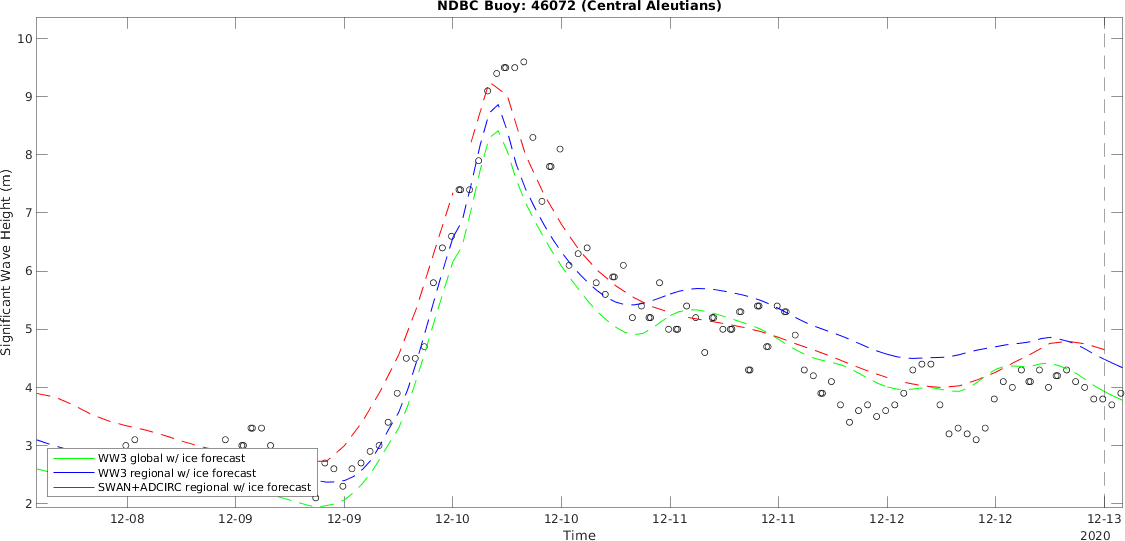 NDBC Buoy: 46072 (Central Aleutians)
Significant Wave Height (m)
10
9
8
7
6
5
4
3
2
WW3 global w/ ice forecast
WW3 regional w/ ice forecast
SWAN+ADCIRC regional w/ ice forecast
12-08 12-09 12-09 12-10 12-10 12-11 12-11 12-12 12-12 12-13
Time
2020